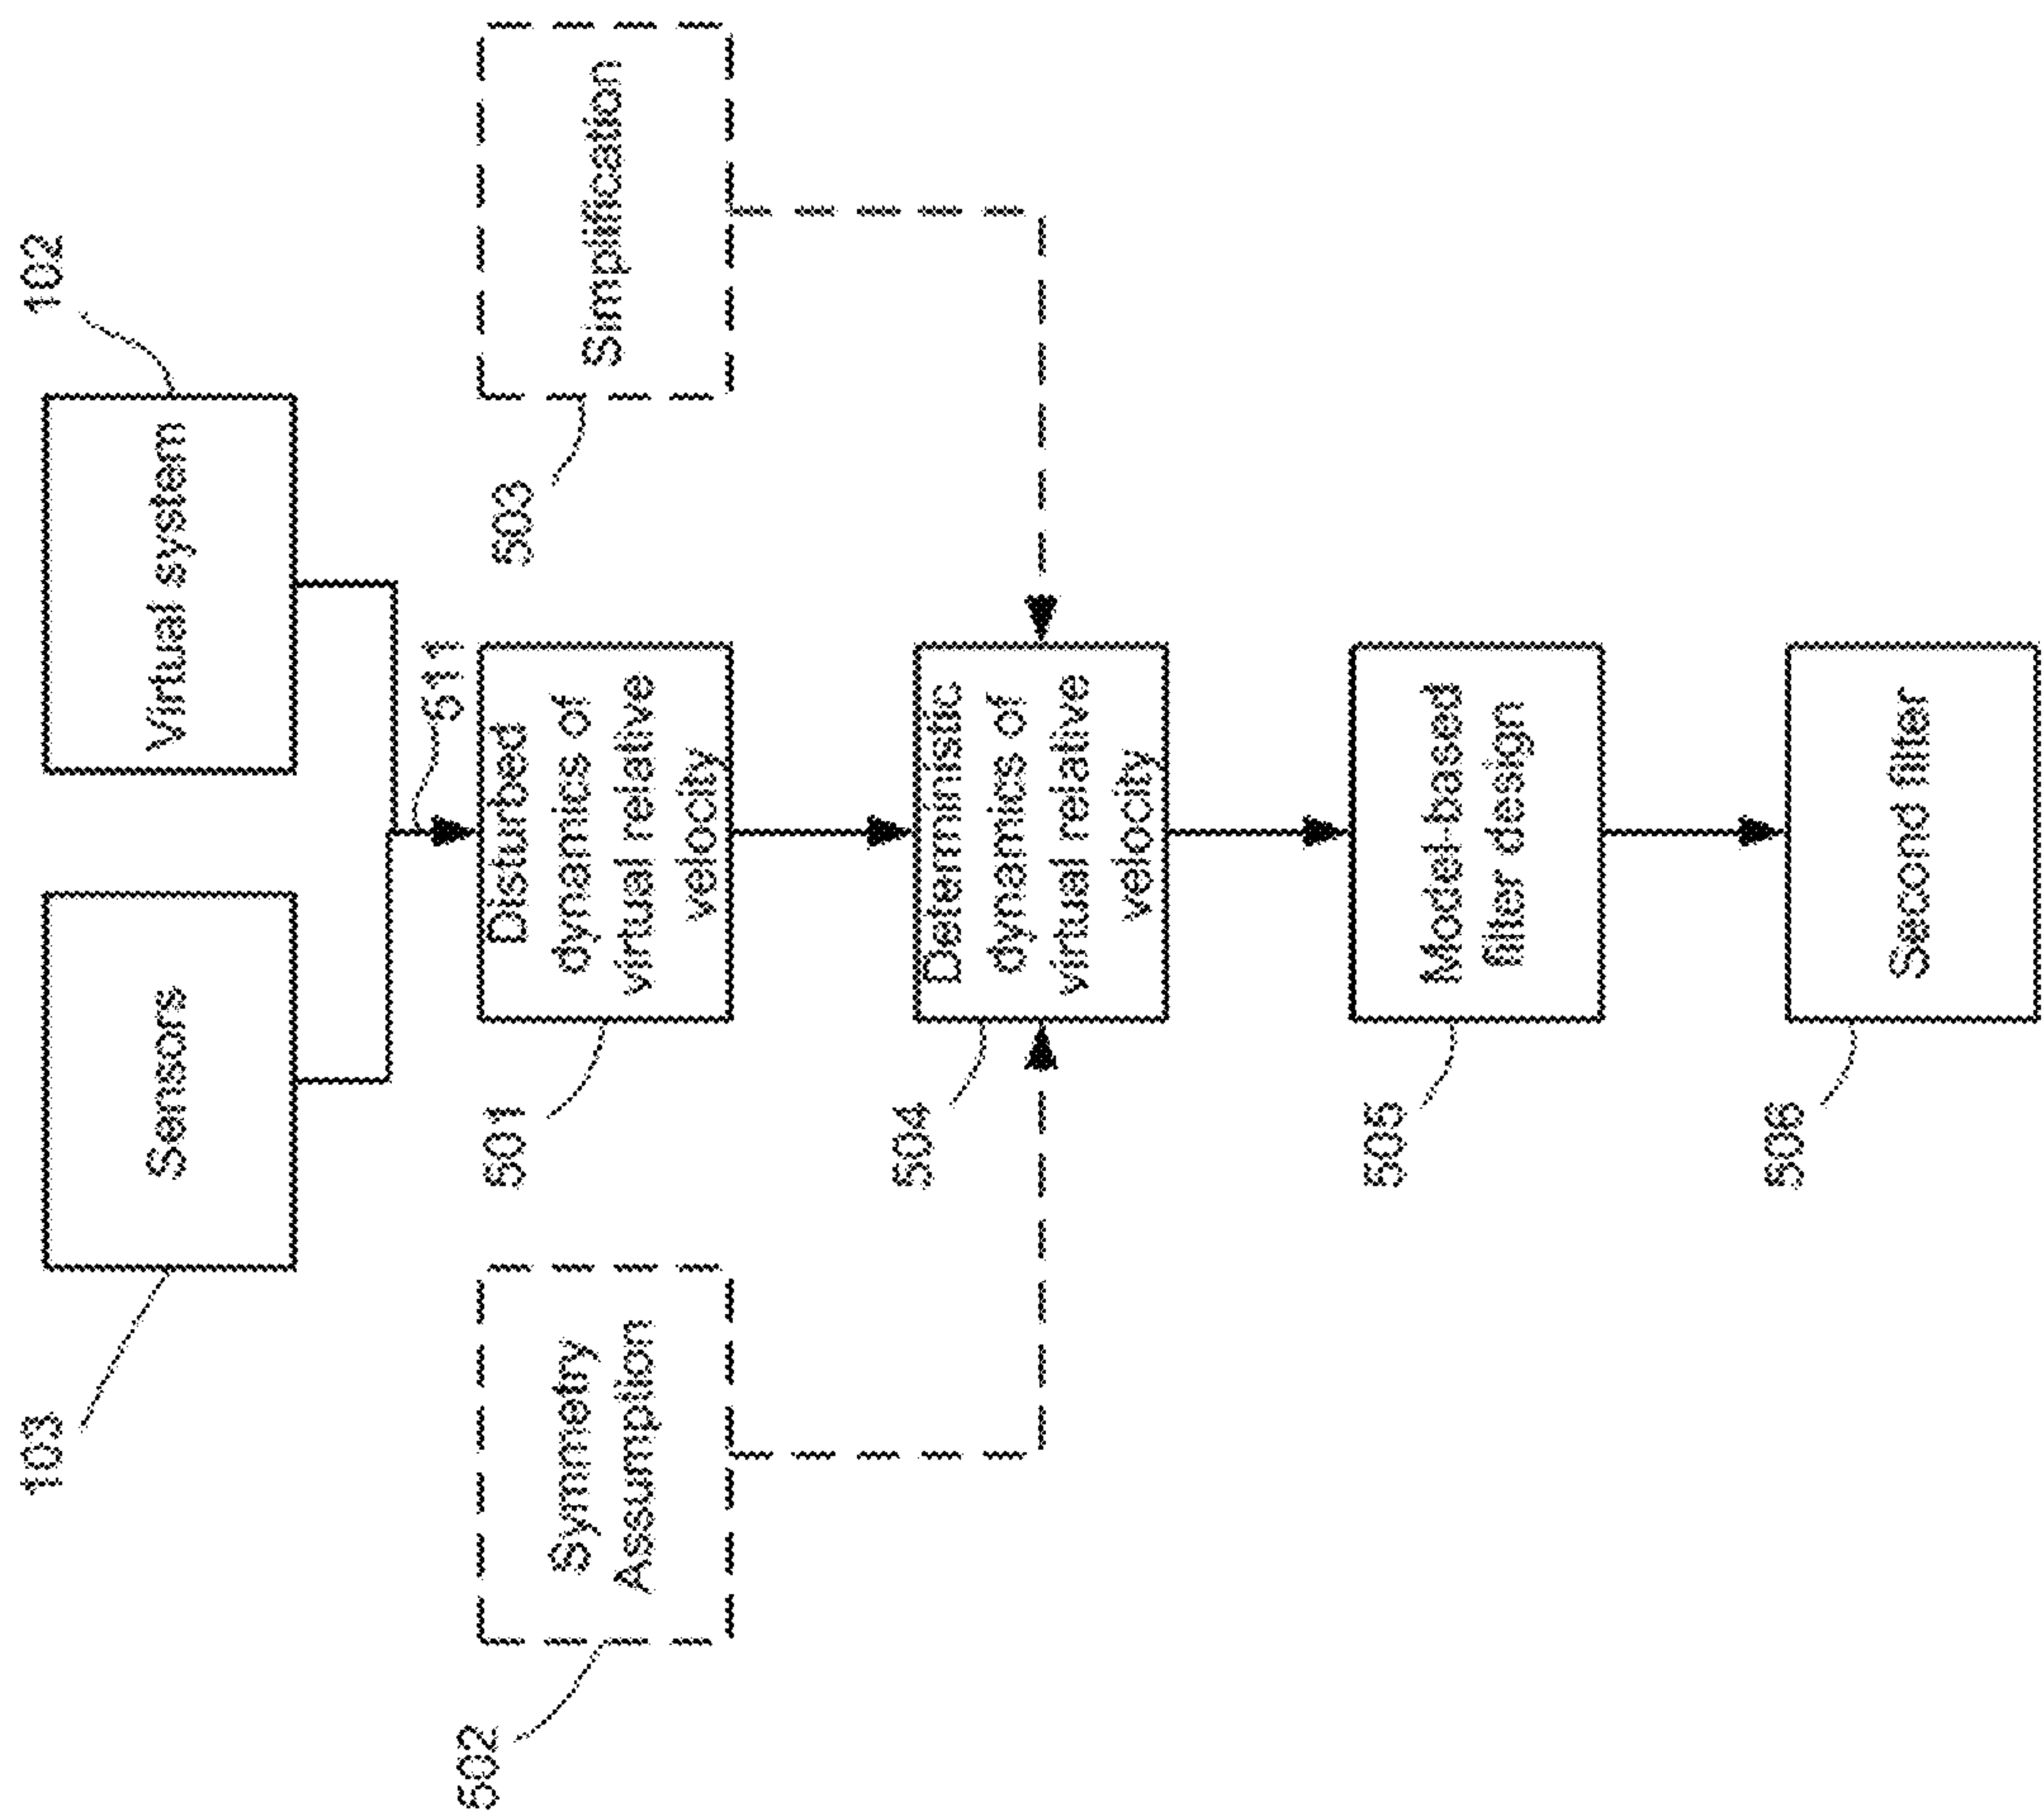 103
Sensors
Virtual system
102
511
502
Symmetry
Assumption
501
Disturbed
dynamics of
virtual relative
velocity
503
Simplification
504
Deterministic
dynamics of
virtual relative
velocity
505
Model-based
filter design
506
Second filter